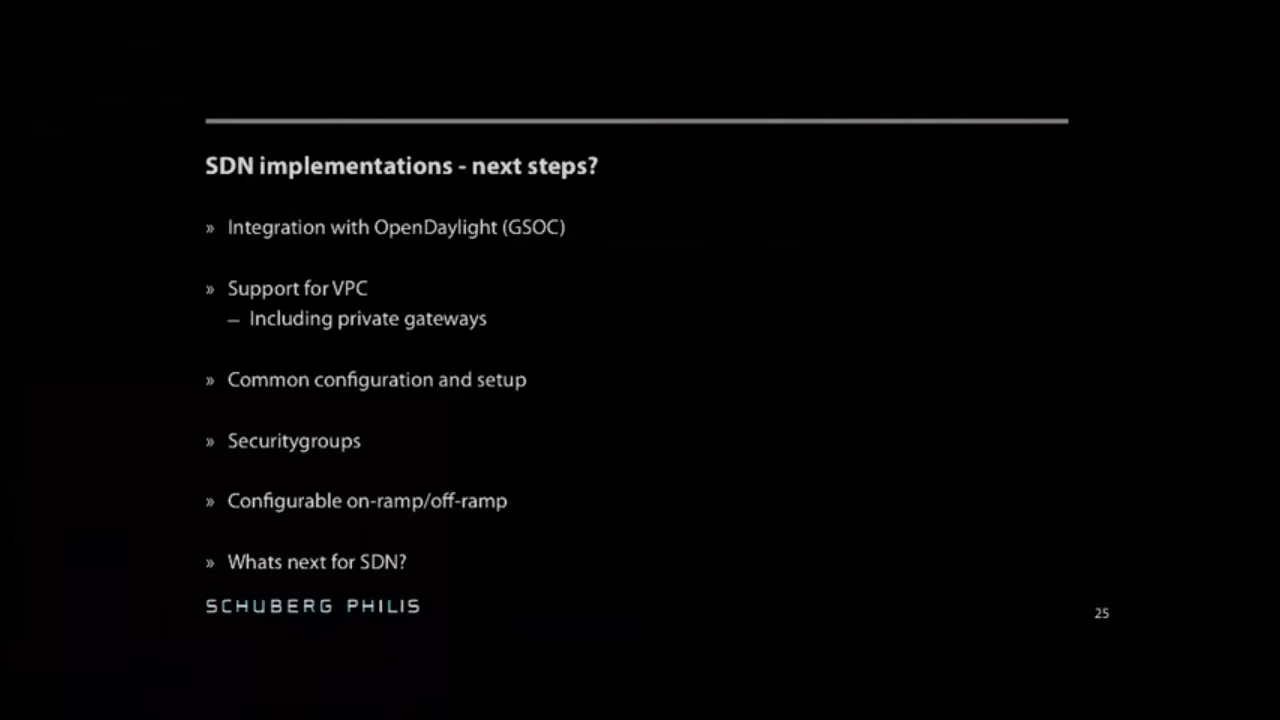 SDN implementations - next steps?
» Integration with OpenDaylight (GSOC)
» Support for VPC
– Including private gateways
» Common configuration and setup
» Securitygroups
» Configurable on-ramp/off-ramp
» Whats next for SDN?
SCHUBERG PHILIS
25